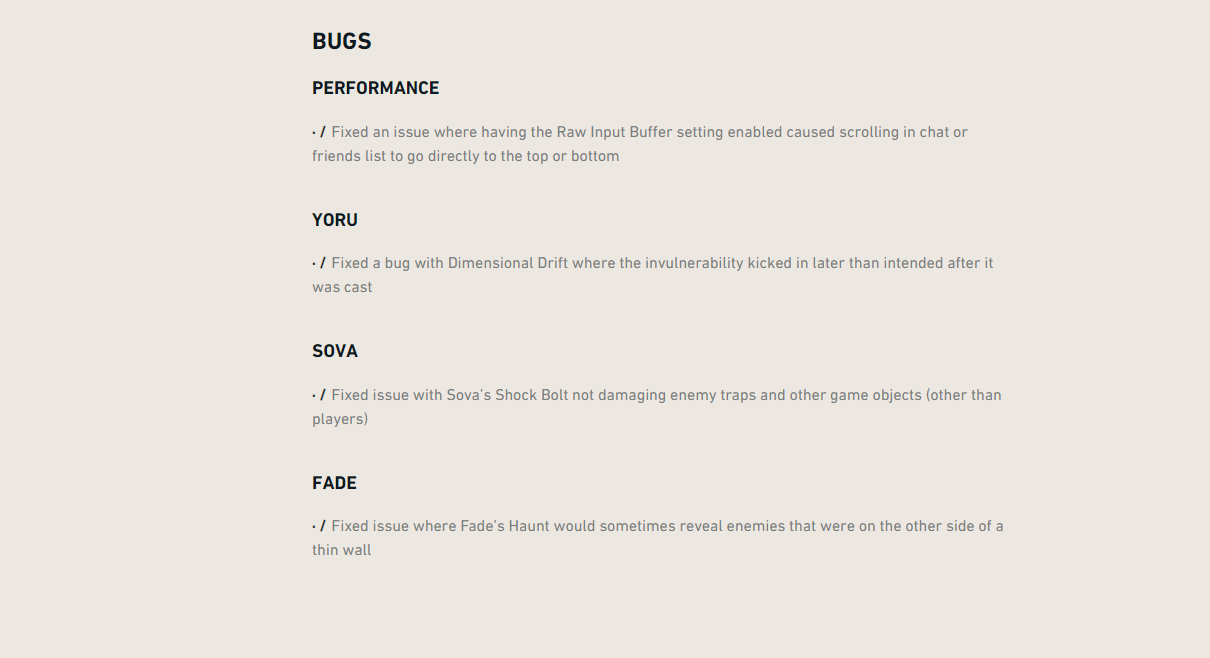 BUGS
PERFORMANCE
· / Fixed an issue where having the Raw Input Buffer setting enabled caused scrolling in chat or
friends list to go directly to the top or bottom
YORU
· / Fixed a bug with Dimensional Drift where the invulnerability kicked in later than intended after it
was cast
SOVA
· / Fixed issue with Sova's Shock Bolt not damaging enemy traps and other game objects (other than
players)
FADE
· / Fixed issue where Fade's Haunt would sometimes reveal enemies that were on the other side of a
thin wall